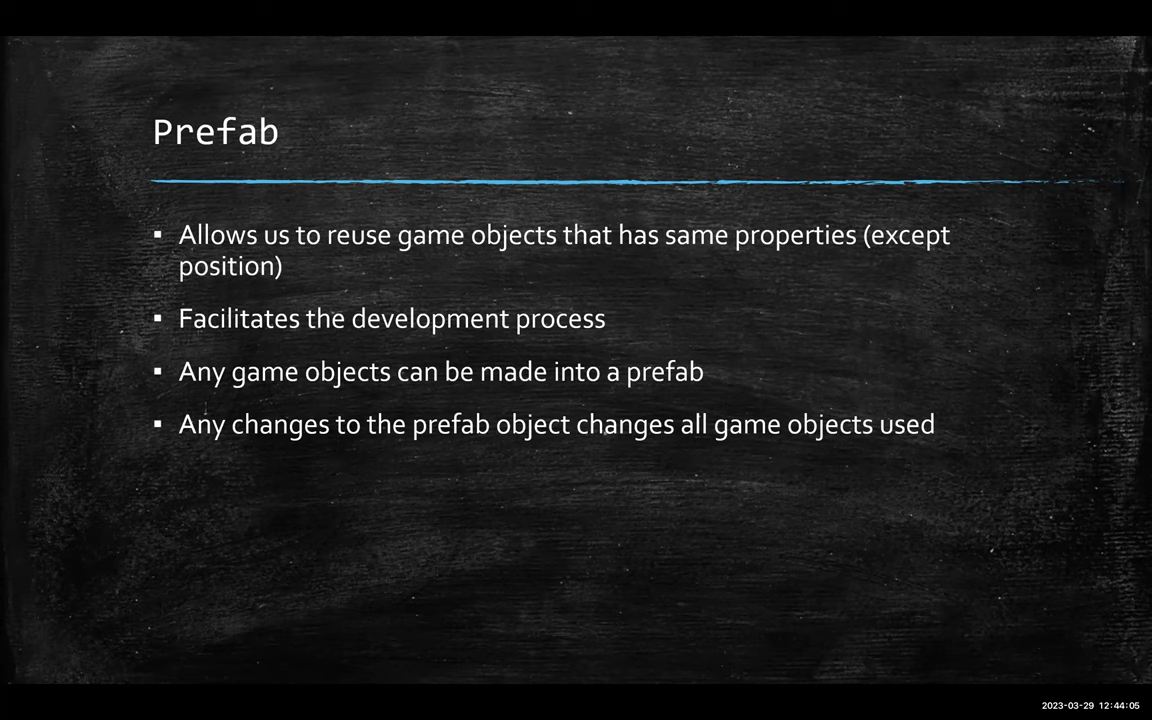 Prefab
▪ Allows us to reuse game objects that has same properties (except
position)
▪ Facilitates the development process
▪ Any game objects can be made into a prefab
▪ Any changes to the prefab object changes all game objects used
2023-03-29 12:44:05